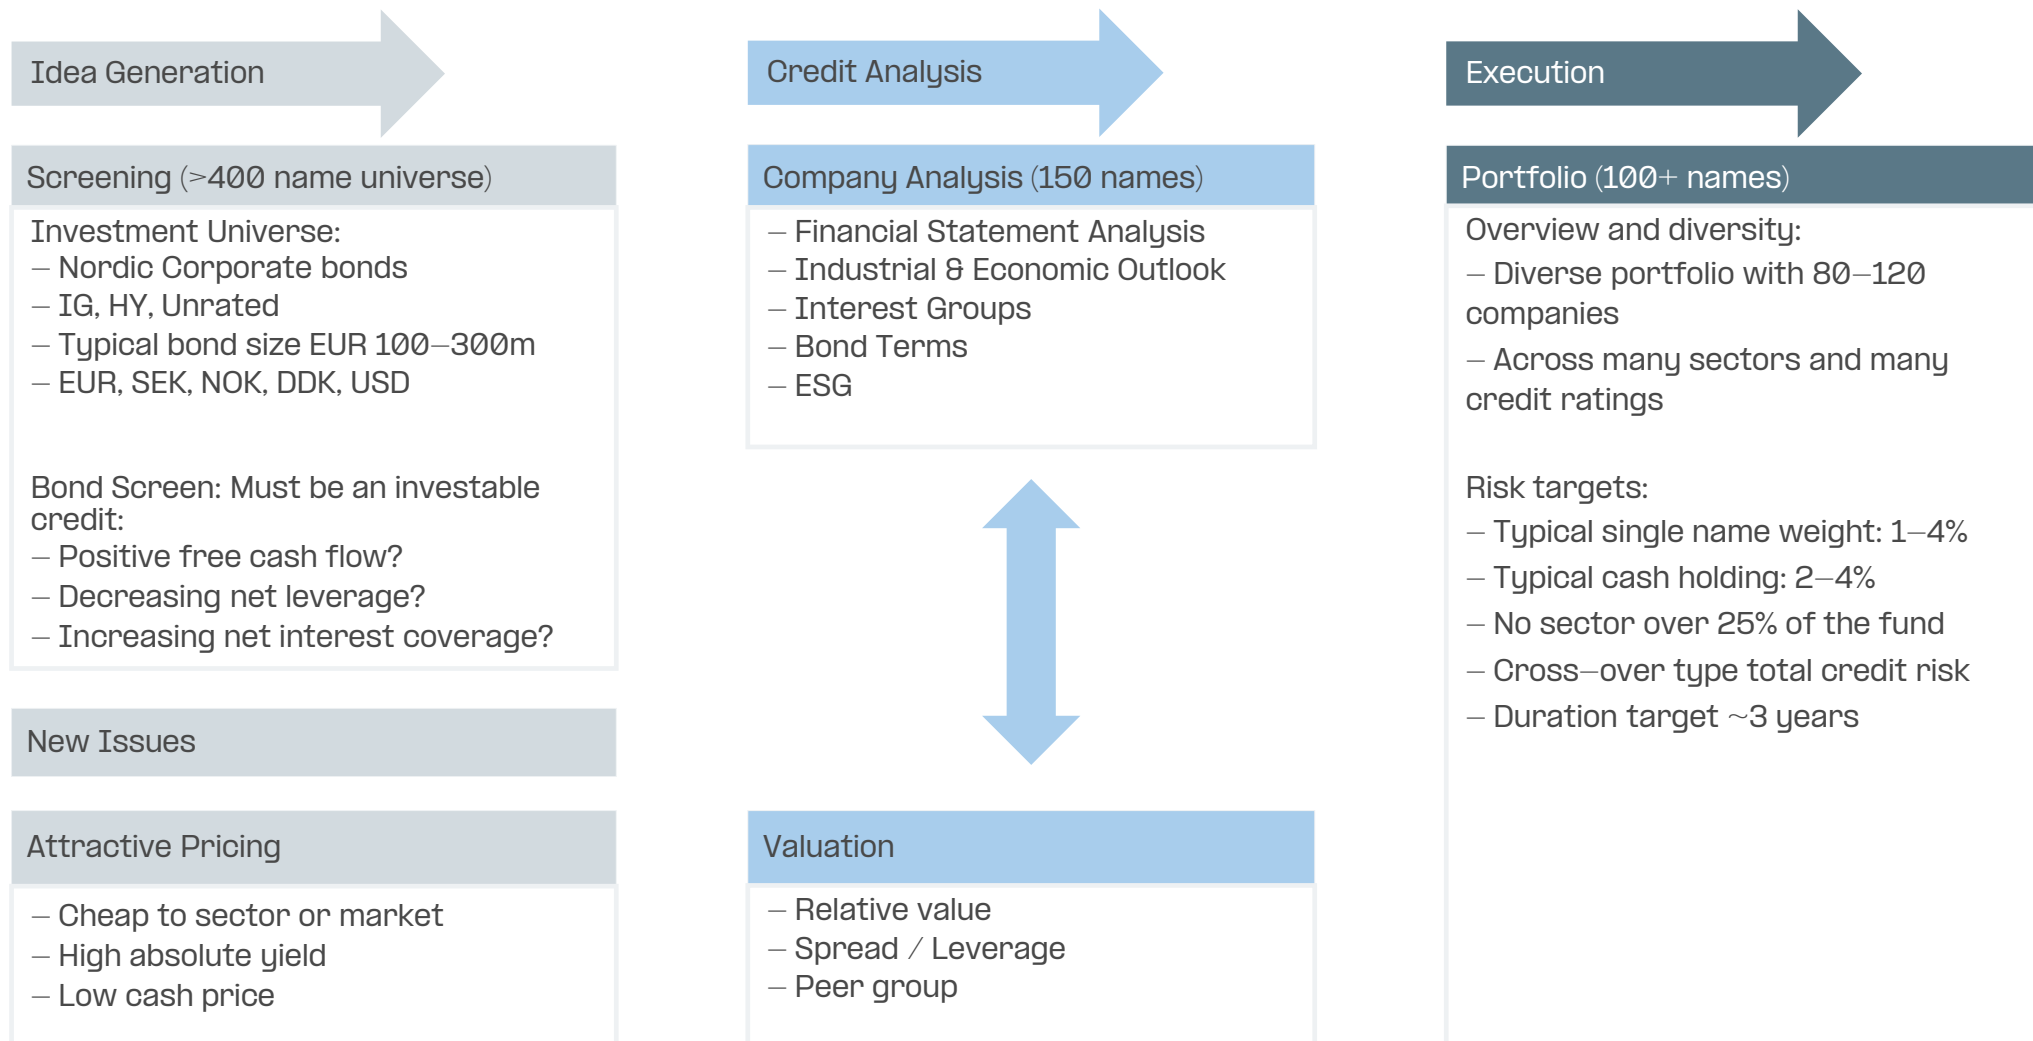 Idea Generation
Screening (>400 name universe)
Investment Universe:
– Nordic Corporate bonds
– IG, HY, Unrated
– Typical bond size EUR 100–300m
– EUR, SEK, NOK, DDK, USD
Bond Screen: Must be an investable
credit:
– Positive free cash flow?
– Decreasing net leverage?
– Increasing net interest coverage?
New Issues
Attractive Pricing
– Cheap to sector or market
– High absolute yield
– Low cash price
Credit Analysis
Company Analysis (150 names)
– Financial Statement Analysis
– Industrial & Economic Outlook
– Interest Groups
– Bond Terms
– ESG
Valuation
– Relative value
– Spread / Leverage
– Peer group
Execution
Portfolio (100+ names)
Overview and diversity:
– Diverse portfolio with 80–120
companies
– Across many sectors and many
credit ratings
Risk targets:
– Typical single name weight: 1–4%
– Typical cash holding: 2–4%
– No sector over 25% of the fund
– Cross–over type total credit risk
– Duration target ~3 years